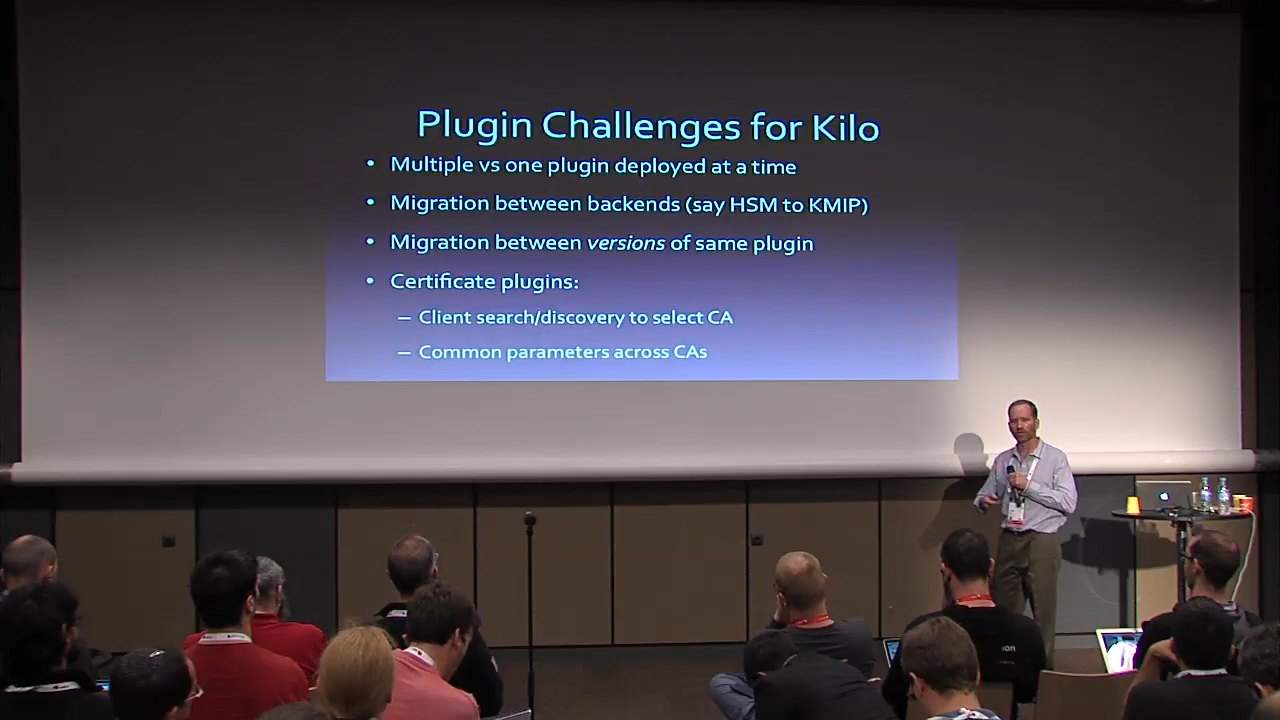 Plugin Challenges for Kilo
• Multiple vs one plugin deployed at a time
• Migration between backends (say HSM to KMIP)
• Migration between versions of same plugin
• Certificate plugins:
– Client search/discovery to select CA
– Common parameters across CAs